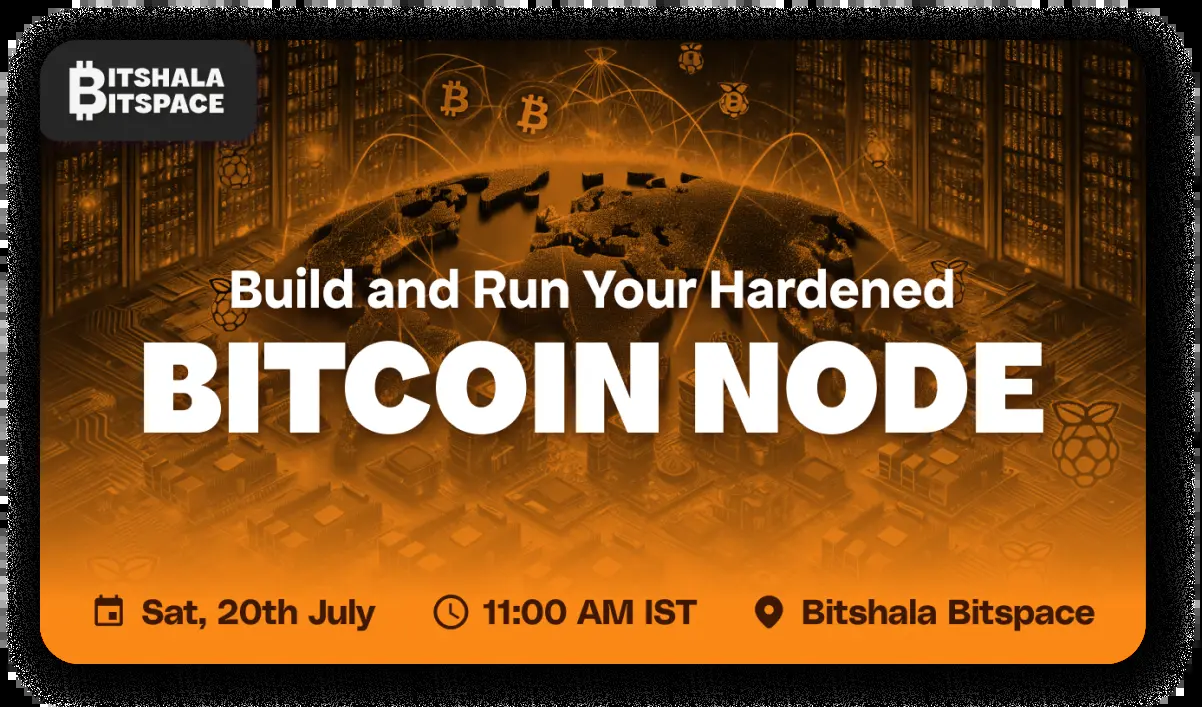 BITSHALA
BITSPACE
Build and Run Your Hardened
BITCOIN NODE
Sat, 20th July
11:00 AM IST
Bitshala Bitspace